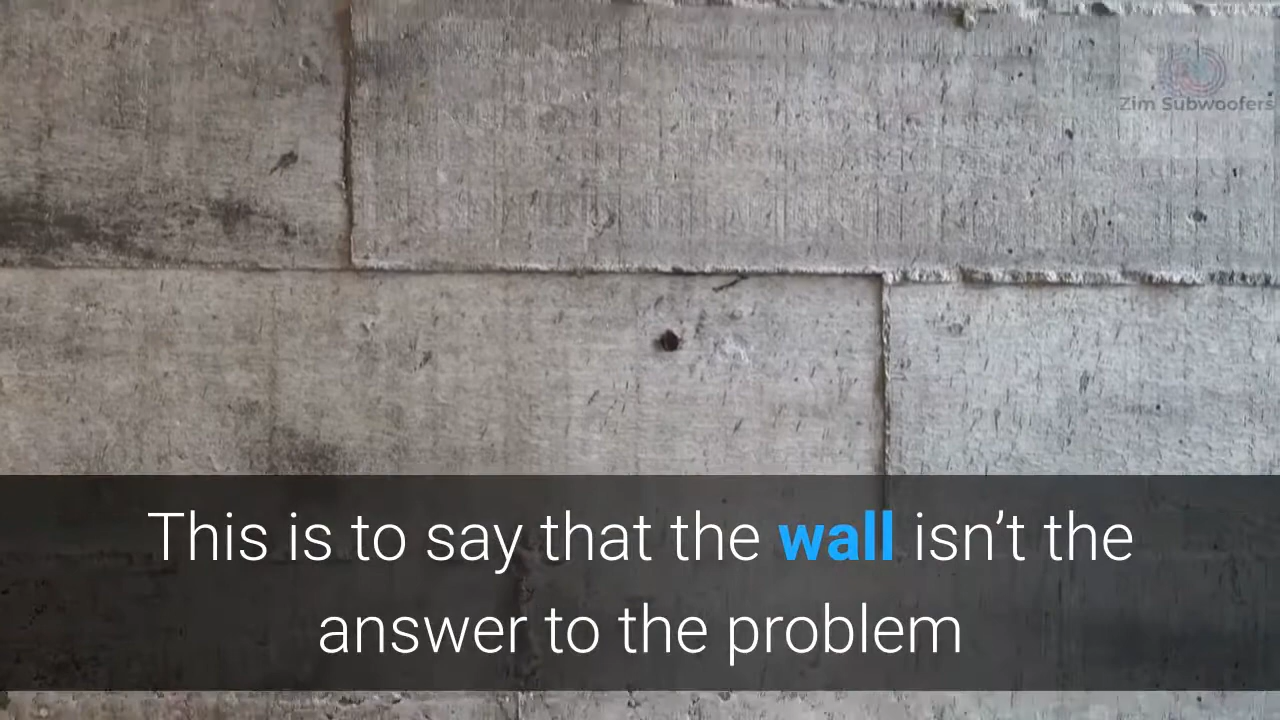 Zim Subwoofers
This is to say that the wall isn’t the
answer to the problem